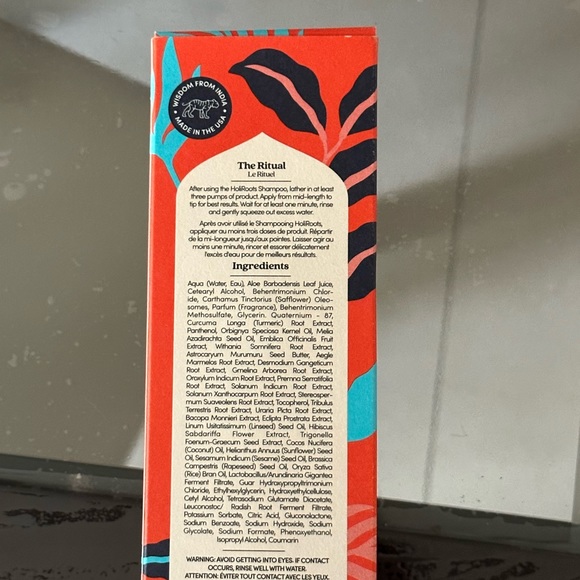 WISDOM FROM INDIA
MADE IN THE USA
The Ritual
Le Rituel
After using the HoliRoots Shampoo, lather in at least
three pumps of product. Apply from mid-length to
tip for best results. Wait for at least one minute, rinse
and gently squeeze out excess water.
Après avoir utilisé le Shampooing HoliRoots,
appliquer au moins trois doses de produit. Répartir
de la mi-longueur jusqu'aux pointes. Laisser agir au
moins une minute, rincer et essorer délicatement
l'excès d'eau pour de meilleurs résultats.
Ingredients
Aqua (Water, Eau), Aloe Barbadensis Leaf Juice,
Cetearyl Alcohol, Behentrimonium Chlor-
ide, Carthamus Tinctorius (Safflower) Oleo-
somes, Parfum (Fragrance), Behentrimonium
Methosulfate, Glycerin. Quaternium - 87,
Curcuma Longa (Turmeric) Root Extract,
Panthenol, Orbignya Speciosa Kernel Oil, Melia
Azadirachta Seed Oil, Emblica Officinalis Fruit
Extract, Withania Somnifera Root Extract,
Astrocaryum Murumuru Seed Butter, Aegle
Marmelos Root Extract, Desmodium Gangeticum
Root Extract, Gmelina Arborea Root Extract,
Oroxylum Indicum Root Extract, Premna Serratifolia
Root Extract, Solanum Indicum Root Extract,
Solanum Xanthocarpum Root Extract, Stereosper-
mum Suaveolens Root Extract, Tocopherol, Tribulus
Terrestris Root Extract, Uraria Picta Root Extract,
Bacopa Monnieri Extract, Eclipta Prostrata Extract,
Linum Usitatissimum (Linseed) Seed Oil, Hibiscus
Sabdariffa Flower Extract, Trigonella
Foenum-Graecum Seed Extract, Cocos Nucifera
(Coconut) Oil, Helianthus Annuus (Sunflower) Seed
Oil, Sesamum Indicum (Sesame) Seed Oil, Brassica
Campestris (Rapeseed) Seed Oil, Oryza Sativa
(Rice) Bran Oil, Lactobacillus/Arundinaria Gigantea
Ferment Filtrate, Guar Hydroxypropyltrimonium
Chloride, Ethylhexylglycerin, Hydroxyethylcellulose,
Cetyl Alcohol, Tetrasodium Glutamate Diacetate,
Leuconostoc/ Radish Root Ferment Filtrate,
Potassium Sorbate, Citric Acid, Gluconolactone,
Sodium Benzoate, Sodium Hydroxide, Sodium
Glycolate, Sodium Formate, Phenoxyethanol,
Isopropyl Alcohol, Coumarin
WARNING: AVOID GETTING INTO EYES. IF CONTACT
OCCURS, RINSE WELL WITH WATER.
ATTENTION: ÉVITER TOUT CONTACT AVEC LES YEUX.